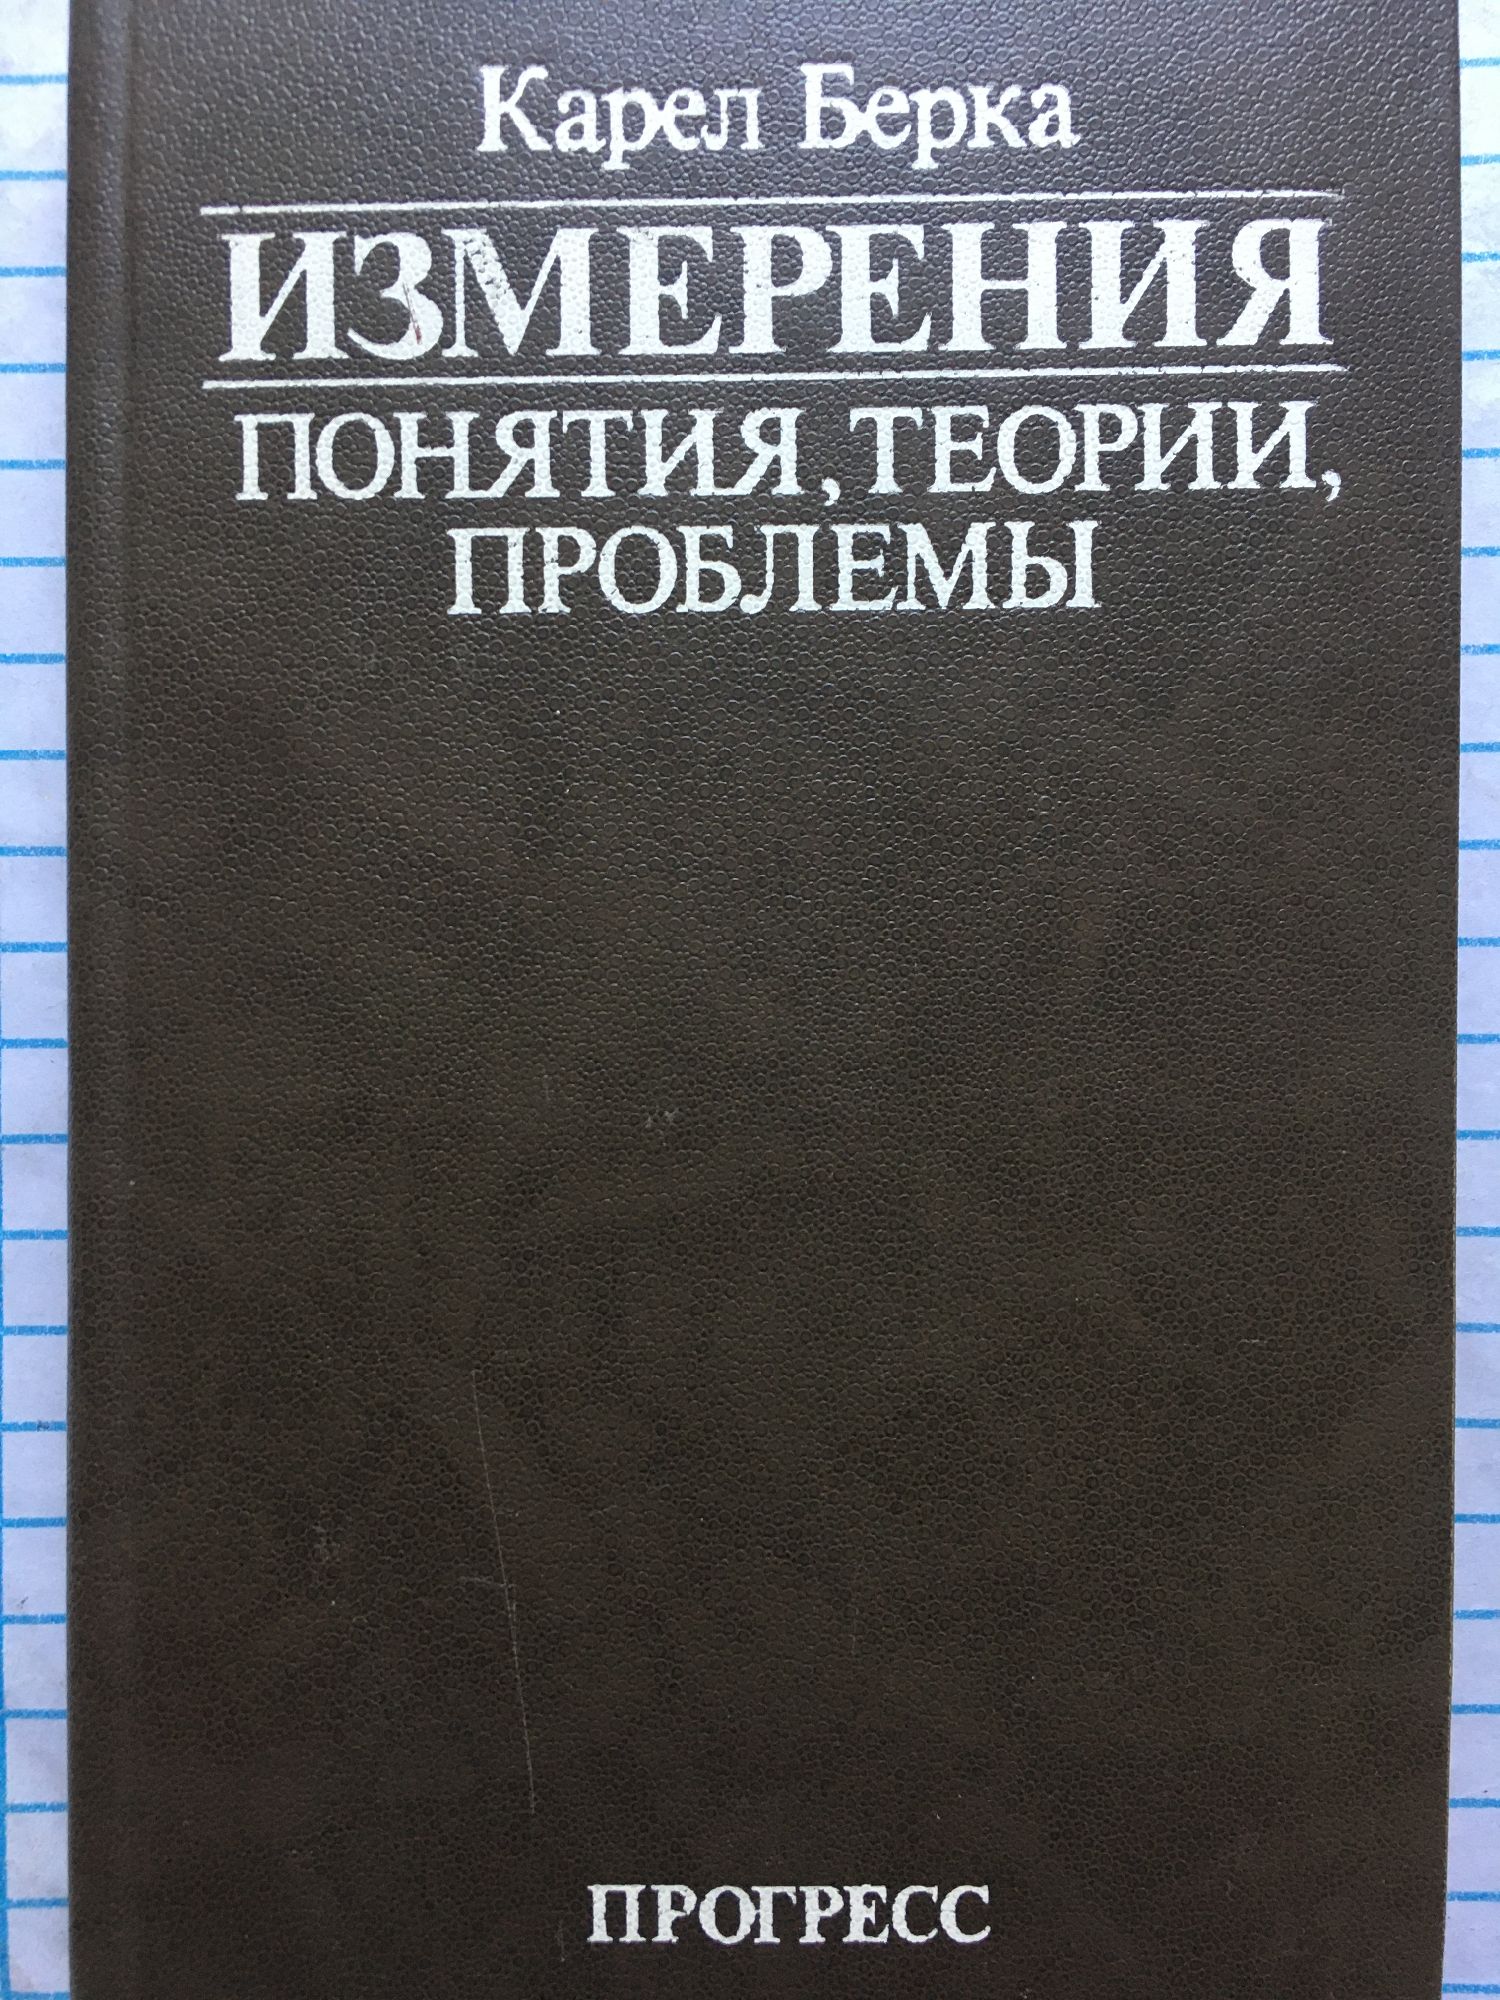 Карел Берка
ИЗМЕРЕНИЯ
ПОНЯТИЯ, ТЕОРИИ,
ПРОБЛЕМЫ
ПРОГРЕСС